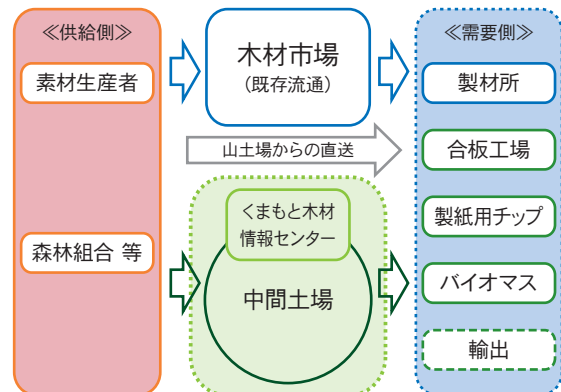 ≪供給側≫
素材生産者
森林組合 等
木材市場
(既存流通)
山土場からの直送
くまもと木材
情報センター
中間土場
≪需要側≫
製材所
合板工場
製紙用チップ
バイオマス
輸出